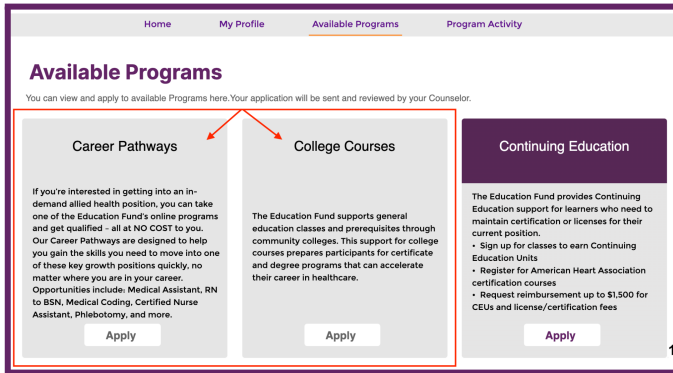 Home My Profile Available Programs Program Activity
Available Programs
You can view and apply to available Programs here.Your application will be sent and reviewed by your Counselor.
Career Pathways
If you're interested in getting into an in-
demand allied health position, you can take
one of the Education Fund's online programs
and get qualified – all at NO COST to you.
Our Career Pathways are designed to help
you gain the skills you need to move into one
of these key growth positions quickly, no
matter where you are in your career.
Opportunities include: Medical Assistant, RN
to BSN, Medical Coding, Certified Nurse
Assistant, Phlebotomy, and more.
Apply
College Courses
The Education Fund supports general
education classes and prerequisites through
community colleges. This support for college
courses prepares participants for certificate
and degree programs that can accelerate
their career in healthcare.
Apply
Continuing Education
The Education Fund provides Continuing
Education support for learners who need to
maintain certification or licenses for their
current position.
• Sign up for classes to earn Continuing
Education Units
• Register for American Heart Association
certification courses
• Request reimbursement up to $1,500 for
CEUs and license/certification fees
Apply
1